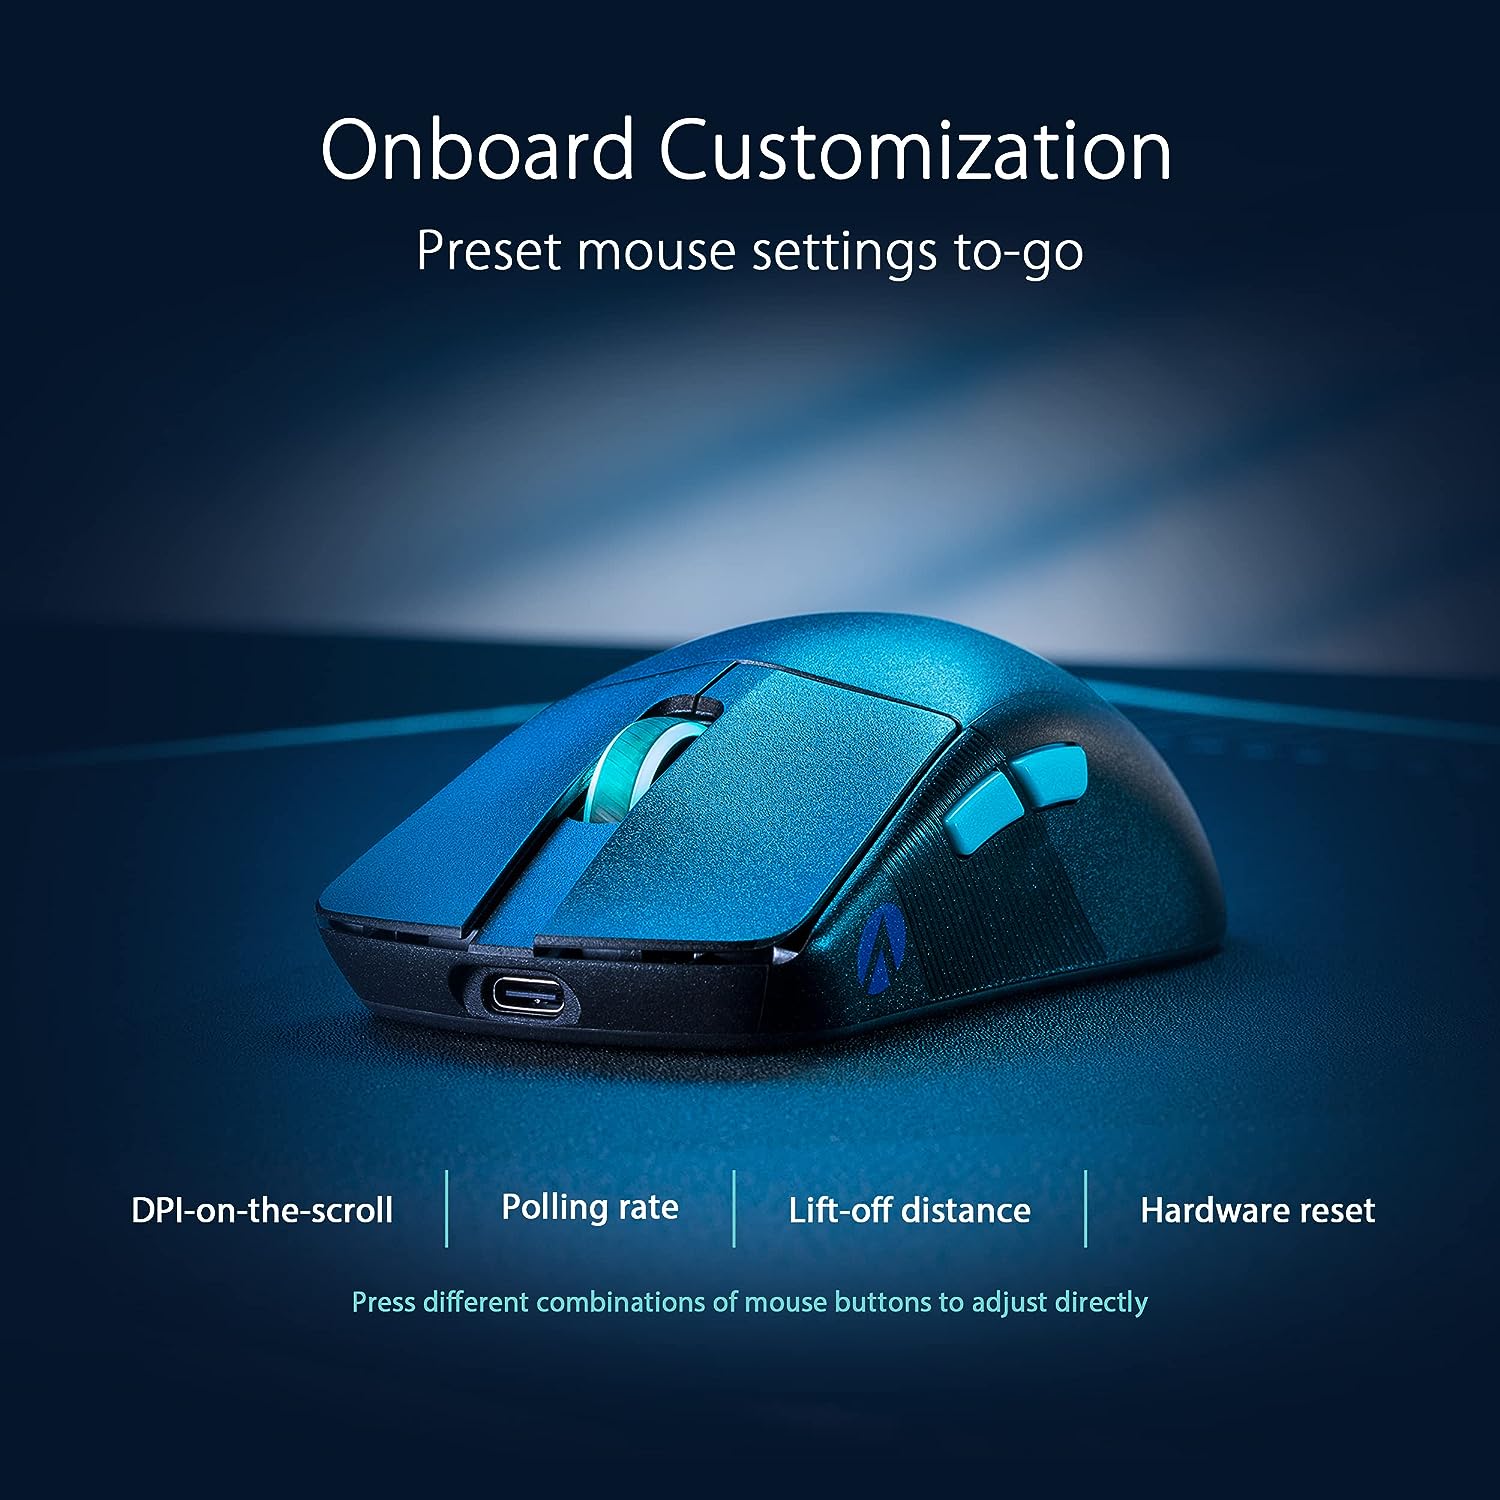 Onboard Customization
Preset mouse settings to-go
DPI-on-the-scroll
Polling rate
Lift-off distance
Hardware reset
Press different combinations of mouse buttons to adjust directly